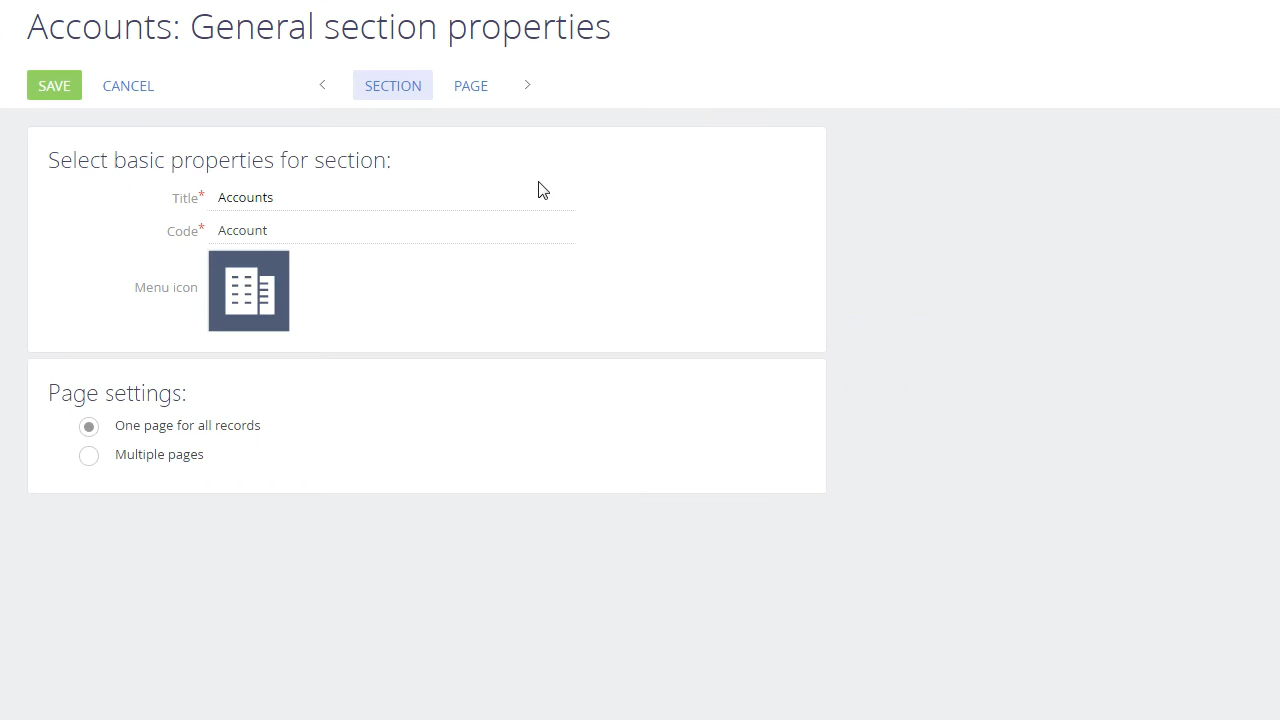 Accounts: General section properties
SAVE CANCEL < SECTION PAGE >
Select basic properties for section:
Title* Accounts
Code* Account
Menu icon
Page settings:
One page for all records
Multiple pages